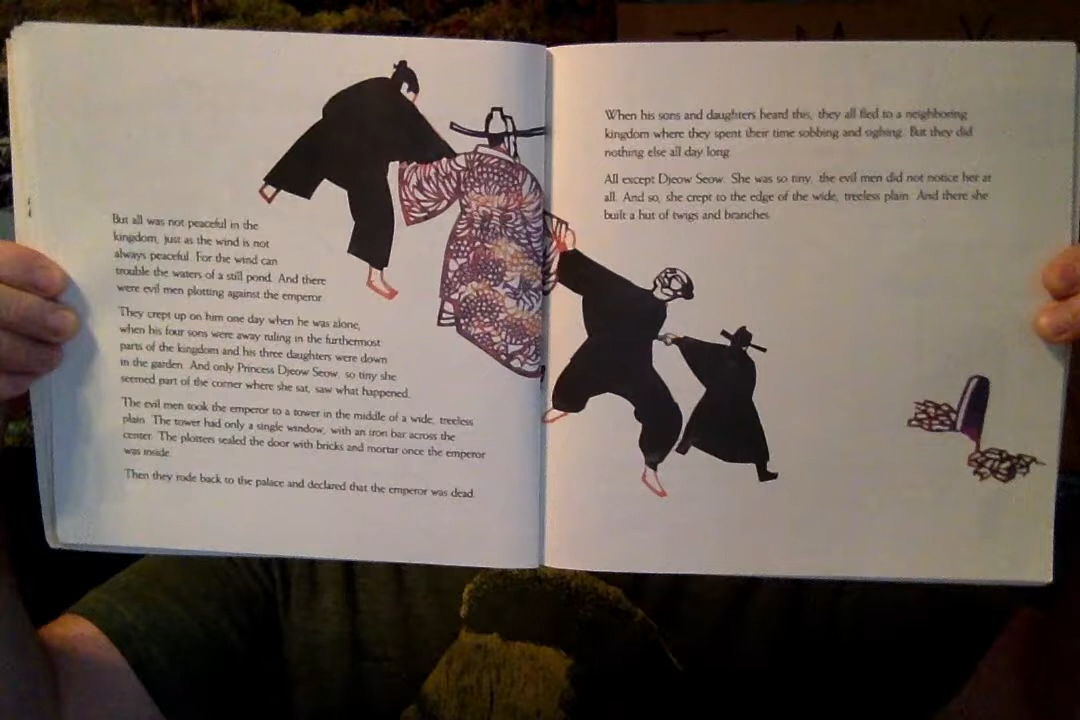 But all was not peaceful in the
kingdom, just as the wind is not
always peaceful. For the wind can
trouble the waters of a still pond. And there
were evil men plotting against the emperor.
They crept up on him one day when he was alone,
when his four sons were away ruling in the furthermost
parts of the kingdom and his three daughters were down
in the garden. And only Princess Djeow Seow, so tiny she
seemed part of the corner where she sat, saw what happened.
The evil men took the emperor to a tower in the middle of a wide, treeless
plain. The tower had only a single window, with an iron bar across the
center. The plotters sealed the door with bricks and mortar once the emperor
was inside.
Then they rode back to the palace and declared that the emperor was dead.
When his sons and daughters heard this, they all fled to a neighboring
kingdom where they spent their time sobbing and sighing. But they did
nothing else all day long.
All except Djeow Seow. She was so tiny, the evil men did not notice her at
all. And so, she crept to the edge of the wide, treeless plain. And there she
built a hut of twigs and branches.